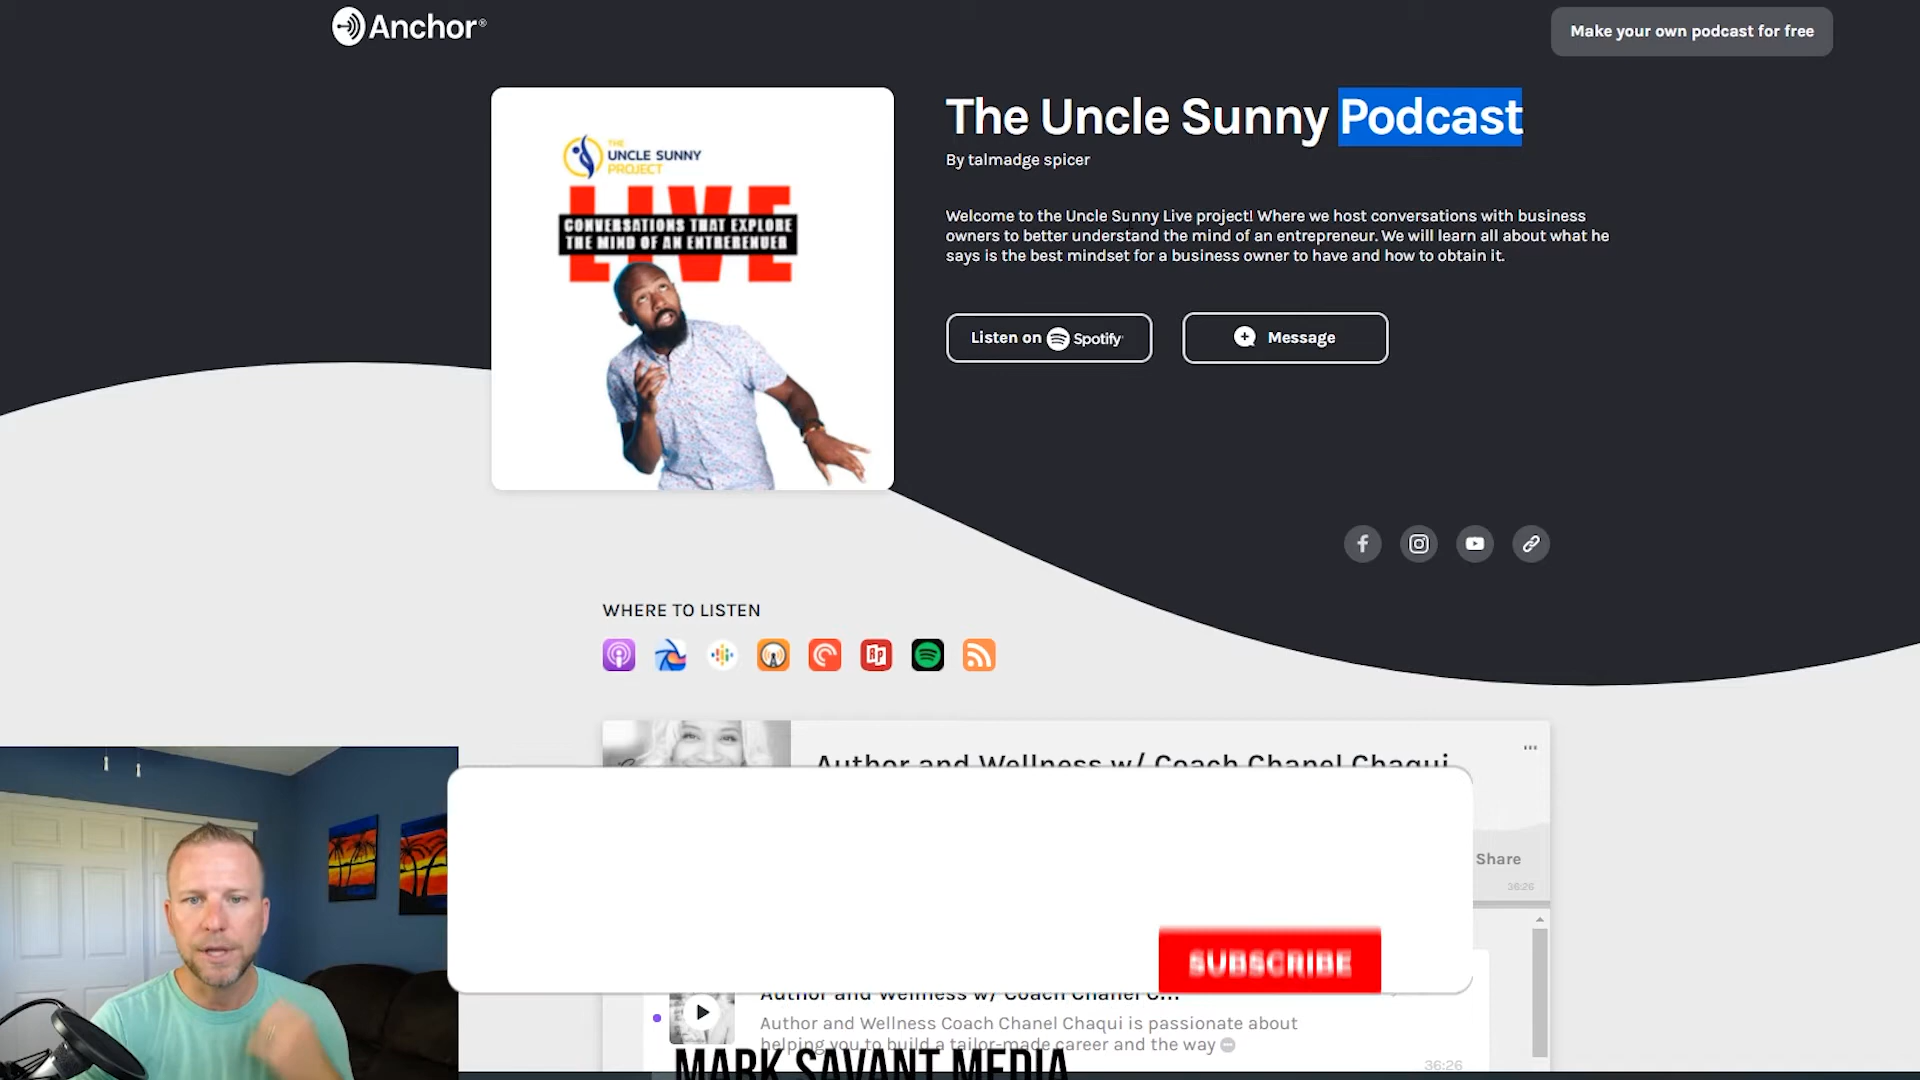 Anchor®
Make your own podcast for free
THE
UNCLE SUNNY
PROJECT
LIVE
CONVERSATIONS THAT EXPLORE
THE MIND OF AN ENTREBENUER
The Uncle Sunny Podcast
By talmadge spicer
Welcome to the Uncle Sunny Live project! Where we host conversations with business
owners to better understand the mind of an entrepreneur. We will learn all about what he
says is the best mindset for a business owner to have and how to obtain it.
Listen on Spotify
Message
WHERE TO LISTEN
Author and Wellness w/ Coach Chanel Chaqui
Share
36:26
SUBSCRIBE
Author and Wellness w/ Coach Chanel C...
Author and Wellness Coach Chanel Chaqui is passionate about
helping you to build a tailor-made career and the way
36:26
MARK SAVANT MEDIA